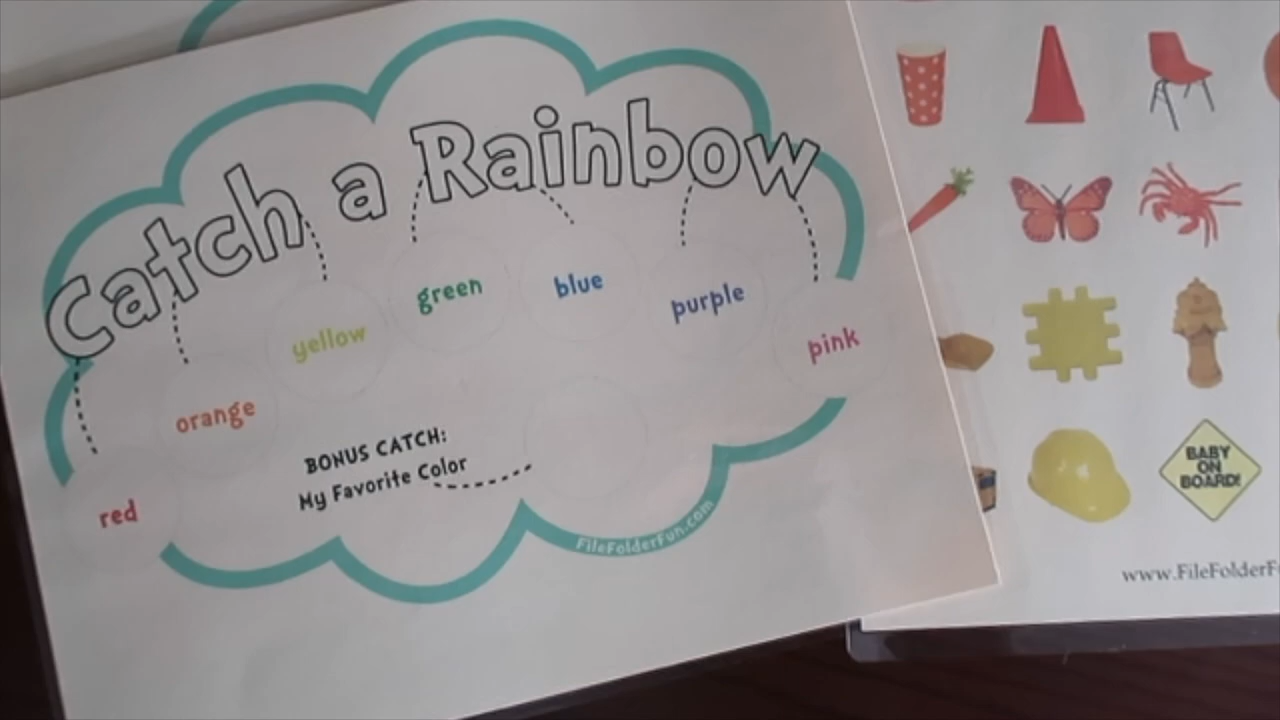 Catch a Rainbow
red
orange
yellow
green
blue
purple
pink
BONUS CATCH:
My Favorite Color
FileFolderFun.com
BABY
ON
BOARD!
www.FileFolderF